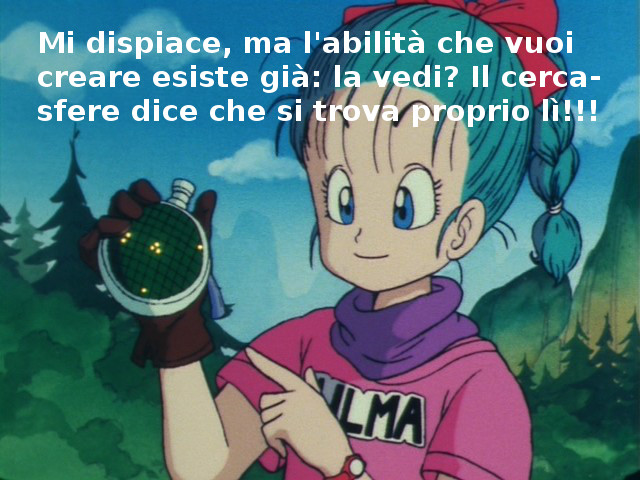 Mi dispiace, ma l'abilità che vuoi
creare esiste già: la vedi? Il cerca-
sfere dice che si trova proprio lì!!!
ULMA